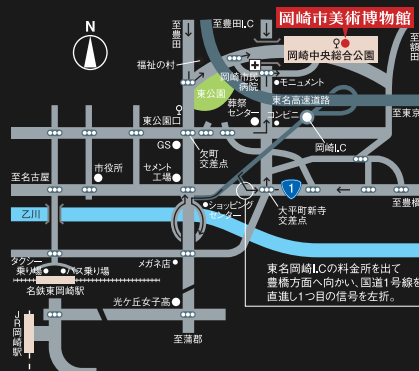 岡崎市美術博物館
N
至豊田
至豊田I.C
岡崎中央総合公園
至額田
福祉の村
岡崎市民
病院
モニュメント
東公園
東名高速道路
葬祭
センター
コンビニ
至東京
東公園口
GS
欠町
交差点
岡崎I.C
市役所
セメント
工場
至名古屋
1
ショッピング
センター
大平町新寺
交差点
至豊橋
乙川
タクシー
乗り場
バス乗り場
メガネ店
名鉄東岡崎駅
光ケ丘女子高
JR岡崎駅
至蒲郡
東名岡崎I.Cの料金所を出て
豊橋方面へ向かい、国道1号線を
直進し1つ目の信号を左折。